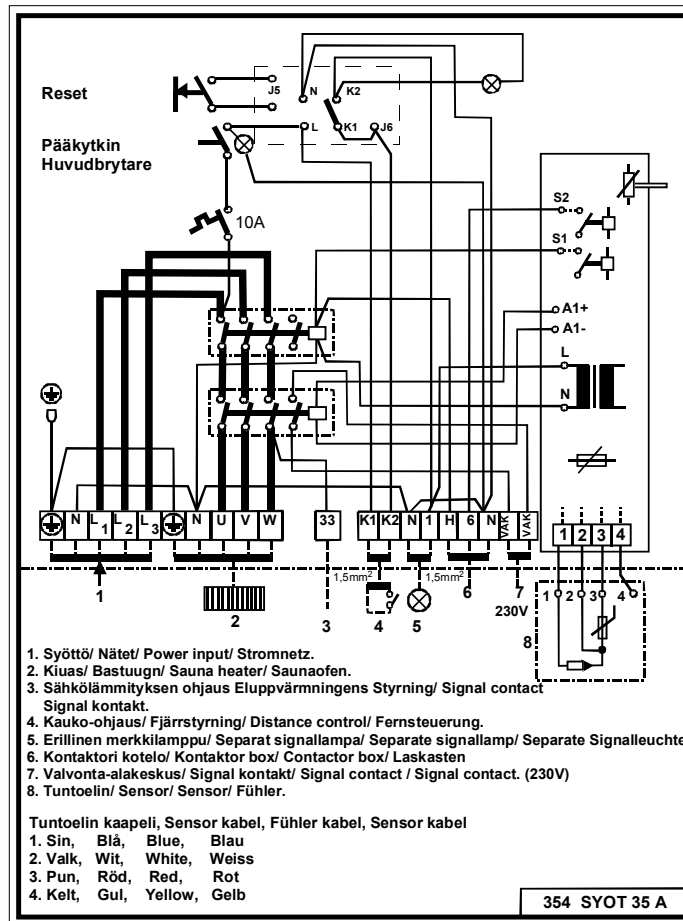 Reset
J5
N
K2
L
K1
J6
Pääkytkin
Huvudbrytare
10A
S2
S1
A1+
A1-
L
N
N L1 L2 L3 N U V W 33 K1 K2 N 1 H 6 N VAK VAK
1 2 3 4
1,5mm2 1,5mm2
1 2 3 4 5 6 7
230V
8
1 2 3 4
1. Syöttö/ Nätet/ Power input/ Stromnetz.
2. Kiuas/ Bastuugn/ Sauna heater/ Saunaofen.
3. Sähkölämmityksen ohjaus Eluppvärmningens Styrning/ Signal contact
Signal kontakt.
4. Kauko-ohjaus/ Fjärrstyrning/ Distance control/ Fernsteuerung.
5. Erillinen merkkilamppu/ Separat signallampa/ Separate signallamp/ Separate Signalleuchte
6. Kontaktori kotelo/ Kontaktor box/ Contactor box/ Laskasten
7. Valvonta-alakeskus/ Signal kontakt/ Signal contact / Signal contact. (230V)
8. Tuntoelin/ Sensor/ Sensor/ Fühler.
Tuntoelin kaapeli, Sensor kabel, Fühler kabel, Sensor kabel
1. Sin, Blå, Blue, Blau
2. Valk, Wit, White, Weiss
3. Pun, Röd, Red, Rot
4. Kelt, Gul, Yellow, Gelb
354 SYOT 35 A